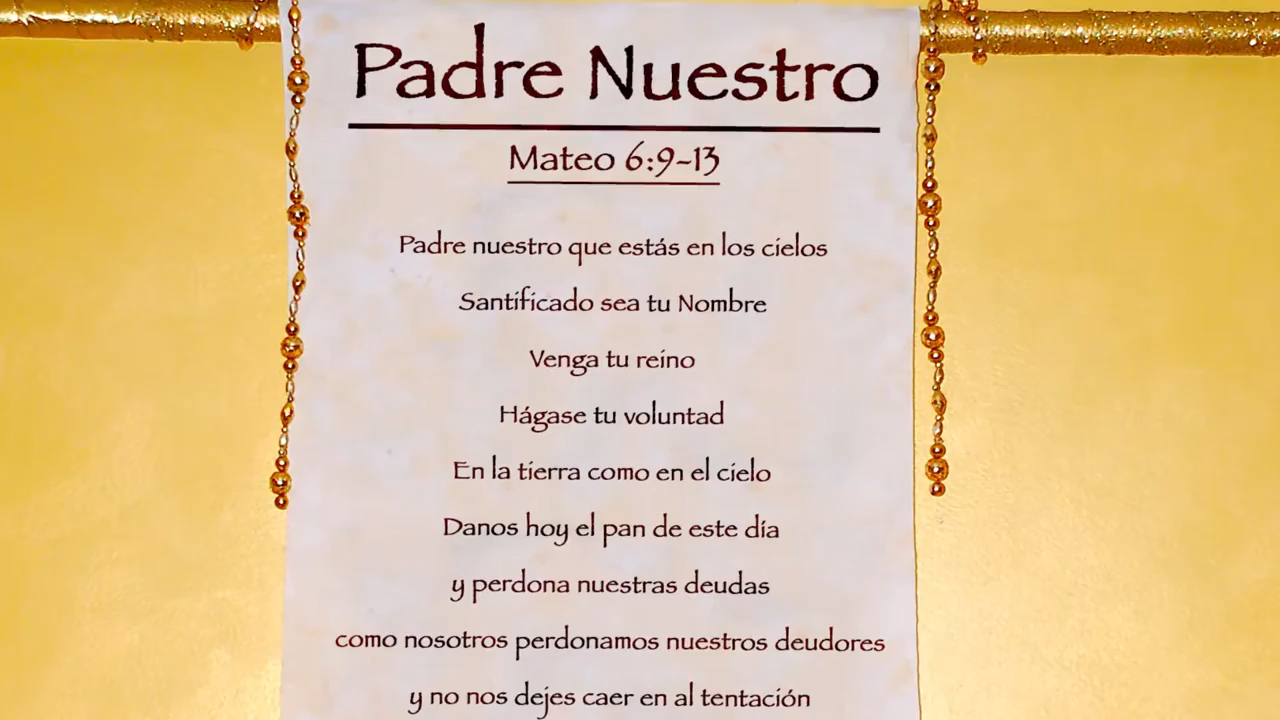 Padre Nuestro
Mateo 6:9-13
Padre nuestro que estás en los cielos
Santificado sea tu Nombre
Venga tu reino
Hágase tu voluntad
En la tierra como en el cielo
Danos hoy el pan de este día
y perdona nuestras deudas
como nosotros perdonamos nuestros deudores
y no nos dejes caer en al tentación